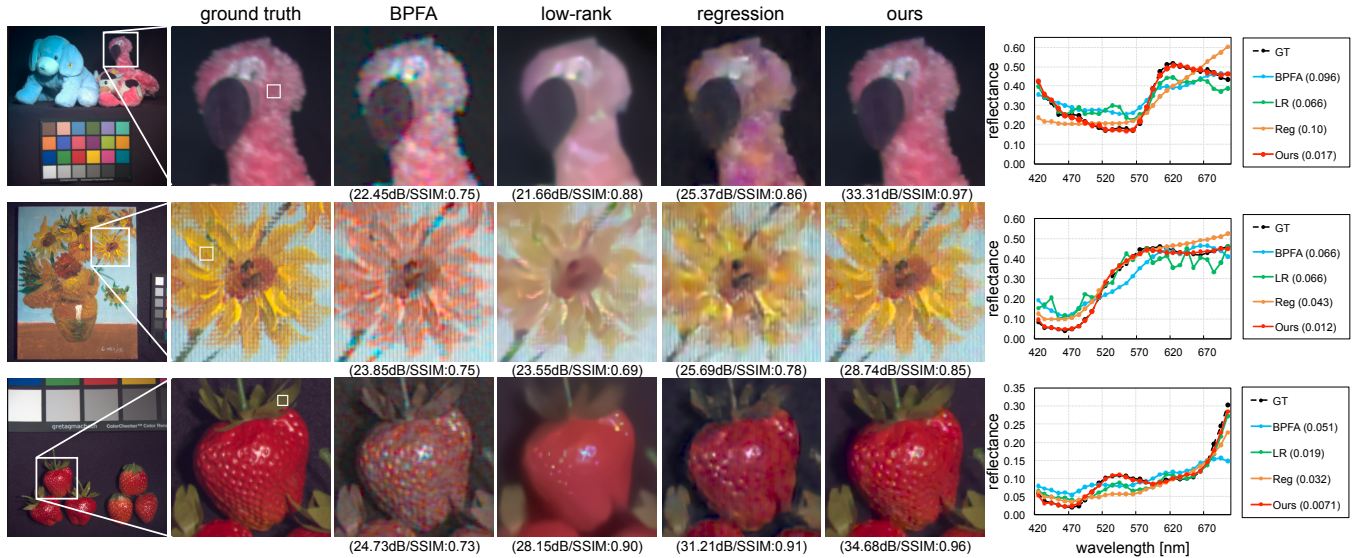 ground truth BPFA low-rank regression ours
(22.45dB/SSIM:0.75) (21.66dB/SSIM:0.88) (25.37dB/SSIM:0.86) (33.31dB/SSIM:0.97)
reflectance
0.60
0.50
0.40
0.30
0.20
0.10
0.00
420 470 520 570 620 670
GT
BPFA (0.096)
LR (0.066)
Reg (0.10)
Ours (0.017)
(23.85dB/SSIM:0.75) (23.55dB/SSIM:0.69) (25.69dB/SSIM:0.78) (28.74dB/SSIM:0.85)
reflectance
0.60
0.50
0.40
0.30
0.20
0.10
0.00
420 470 520 570 620 670
GT
BPFA (0.066)
LR (0.066)
Reg (0.043)
Ours (0.012)
gretagmacbeth ColorChecker™ Color
(24.73dB/SSIM:0.73) (28.15dB/SSIM:0.90) (31.21dB/SSIM:0.91) (34.68dB/SSIM:0.96)
reflectance
0.35
0.30
0.25
0.20
0.15
0.10
0.05
0.00
420 470 520 570 620 670
wavelength [nm]
GT
BPFA (0.051)
LR (0.019)
Reg (0.032)
Ours (0.0071)